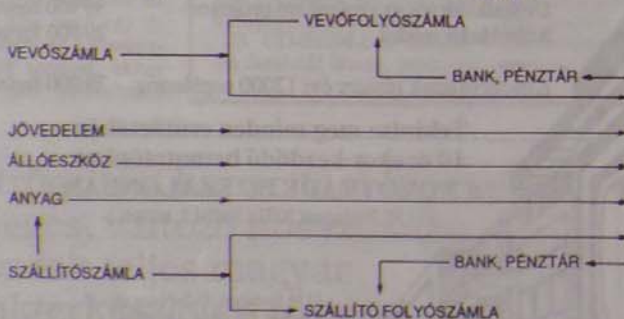 VEVŐFOLYÓSZÁMLA
VEVŐSZÁMLA
BANK, PÉNZTÁR
JÖVEDELEM
ÁLLÓESZKÖZ
ANYAG
SZÁLLÍTÓSZÁMLA
BANK, PÉNZTÁR
SZÁLLÍTÓ FOLYÓSZÁMLA